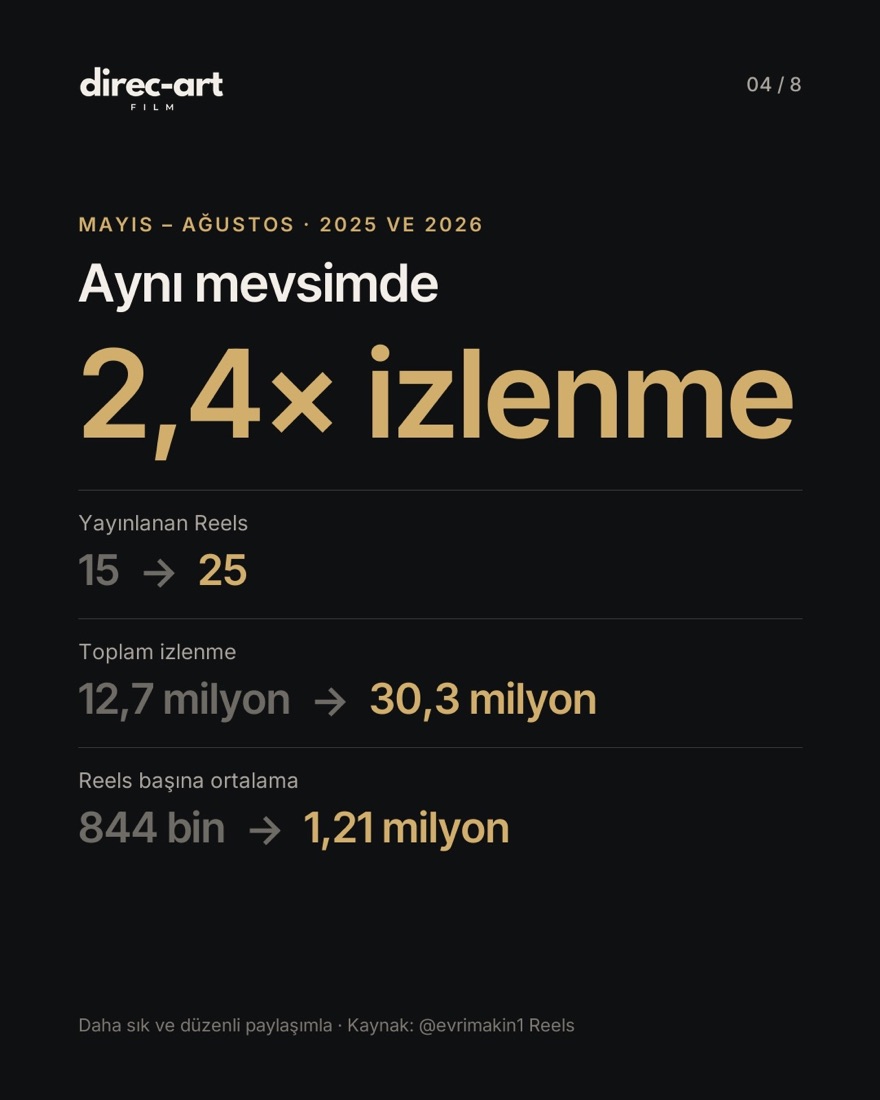 direc-art
FILM
04 / 8
MAYIS – AĞUSTOS · 2025 VE 2026
Aynı mevsimde
2,4× izlenme
Yayınlanan Reels
15 → 25
Toplam izlenme
12,7 milyon → 30,3 milyon
Reels başına ortalama
844 bin → 1,21 milyon
Daha sık ve düzenli paylaşımla · Kaynak: @evrimakin1 Reels